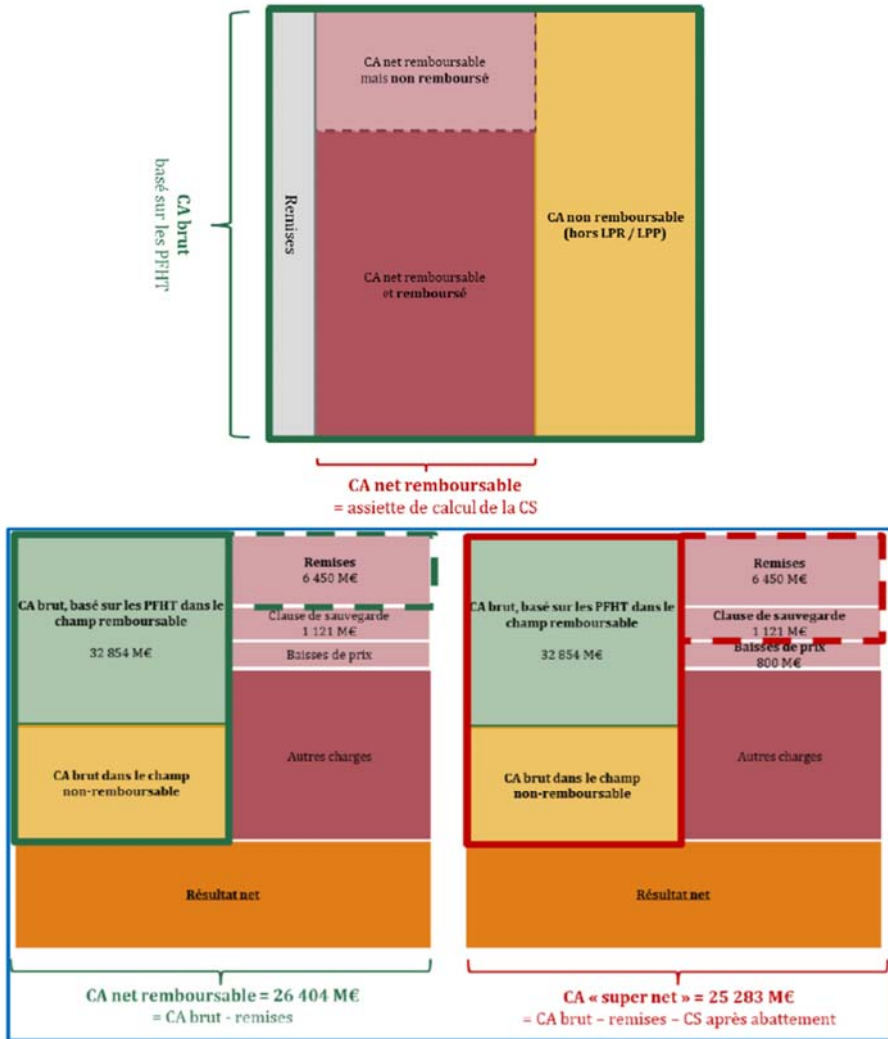 CA net remboursable
mais non remboursé
CA brut
basé sur les PFHT
Remises
CA non remboursable
(hors LPR / LPP)
CA net remboursable
et remboursé
CA net remboursable
= assiette de calcul de la CS
Remises
6 450 M€
CA brut, basé sur les PFHT dans le
champ remboursable
32 854 M€
Clause de sauvegarde
1 121 M€
Baisses de prix
Autres charges
CA brut dans le champ
non-remboursable
Résultat net
CA net remboursable = 26 404 M€
= CA brut - remises
Remises
6 450 M€
CA brut, basé sur les PFHT dans le
champ remboursable
32 854 M€
Clause de sauvegarde
1 121 M€
Baisses de prix
800 M€
Autres charges
CA brut dans le champ
non-remboursable
Résultat net
CA « super net » = 25 283 M€
= CA brut – remises – CS après abattement